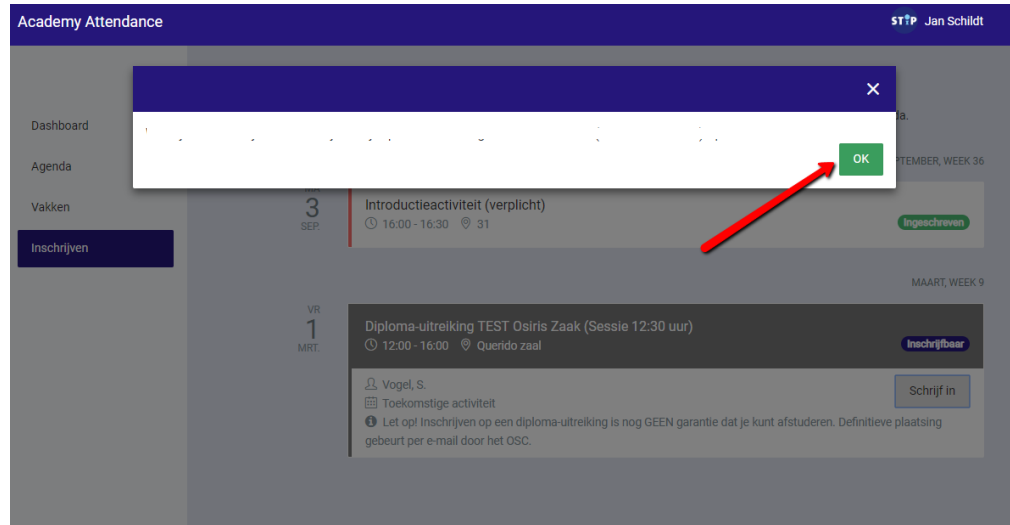 Academy Attendance
STIP Jan Schildt
×
da.
Dashboard
OK
Agenda
PTEMBER, WEEK 36
Vakken
3
SEP.
Introductieactiviteit (verplicht)
16:00 - 16:30 31
Ingeschreven
Inschrijven
MAART, WEEK 9
VR
1
MRT.
Diploma-uitreiking TEST Osiris Zaak (Sessie 12:30 uur)
12:00 - 16:00 Querido zaal
Inschrijfbaar
Vogel, S.
Schrijf in
Toekomstige activiteit
Let op! Inschrijven op een diploma-uitreiking is nog GEEN garantie dat je kunt afstuderen. Definitieve plaatsing
gebeurt per e-mail door het OSC.